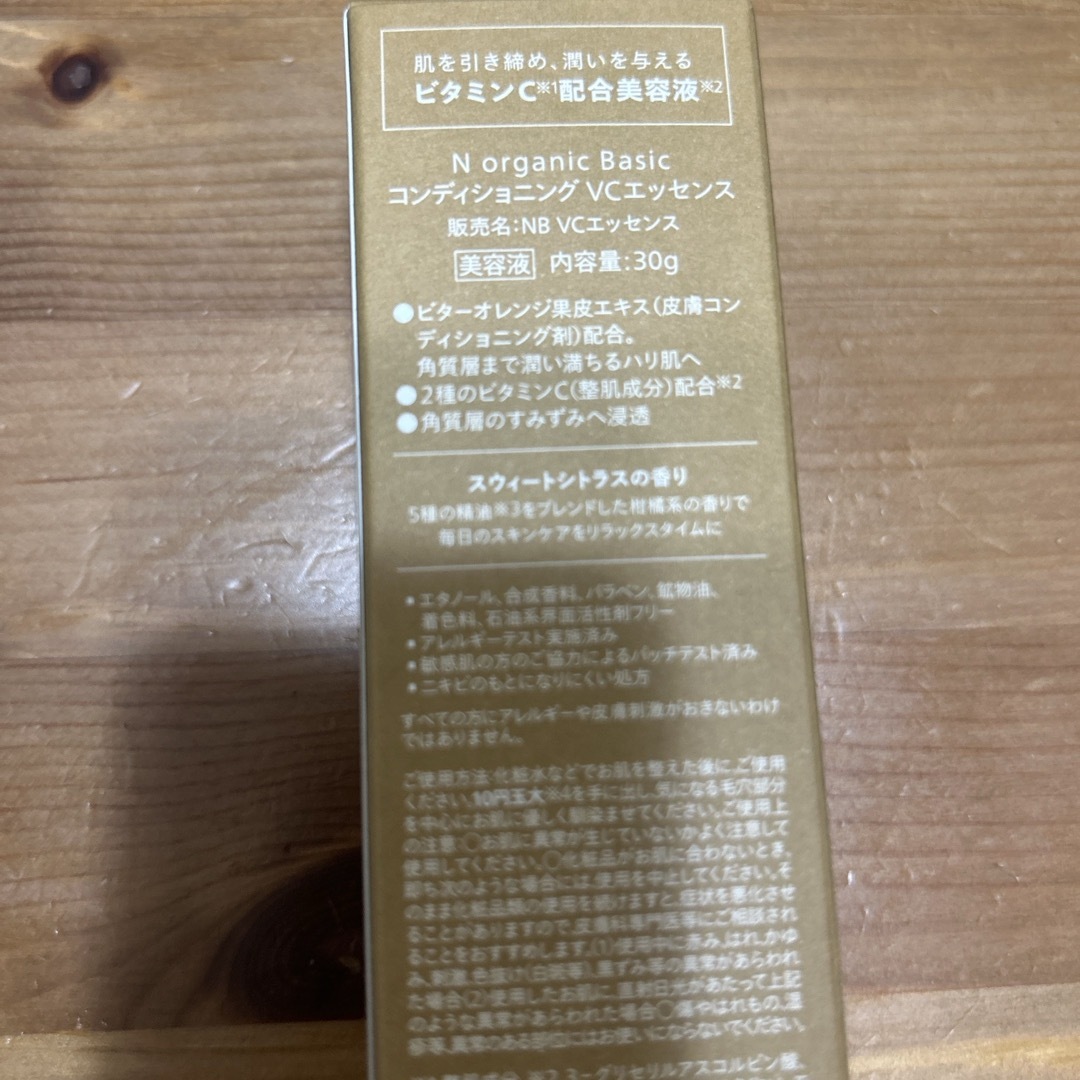 肌を引き締め、潤いを与える
ビタミンC※1配合美容液※2
N organic Basic
コンディショニング VCエッセンス
販売名:NB VCエッセンス
美容液 内容量:30g
●ビターオレンジ果皮エキス(皮膚コン
ディショニング剤)配合。
角質層まで潤い満ちるハリ肌へ
●2種のビタミンC(整肌成分)配合※2
●角質層のすみずみへ浸透
スウィートシトラスの香り
5種の精油※3をブレンドした柑橘系の香りで
毎日のスキンケアをリラックスタイムに
• エタノール、合成香料、パラベン、鉱物油、
着色料、石油系界面活性剤フリー
• アレルギーテスト実施済み
• 敏感肌の方のご協力によるパッチテスト済み
• ニキビのもとになりにくい処方
すべての方にアレルギーや皮膚刺激がおきないわけ
ではありません。
ご使用方法:化粧水などでお肌を整えた後に、ご使用
ください。10円玉大※4を手に出し、気になる毛穴部分
を中心にお肌に優しく馴染ませてください。ご使用上
の注意:○お肌に異常が生じていないかよく注意して
使用してください。○化粧品がお肌に合わないとき、
即ち次のような場合には、使用を中止してください。そ
のまま化粧品類の使用を続けますと、症状を悪化させ
ることがありますので、皮膚科専門医等にご相談され
ることをおすすめします。(1)使用中に赤み、はれ、かゆ
み、刺激、色抜け(白斑等)、黒ずみ等の異常があらわれ
た場合(2)使用したお肌に、直射日光があたって上記
のような異常があらわれた場合○傷やはれもの、湿
疹等、異常のある部位にはお使いにならないでください。
整肌成分 ※2 3-グリセリルアスコルビン酸、